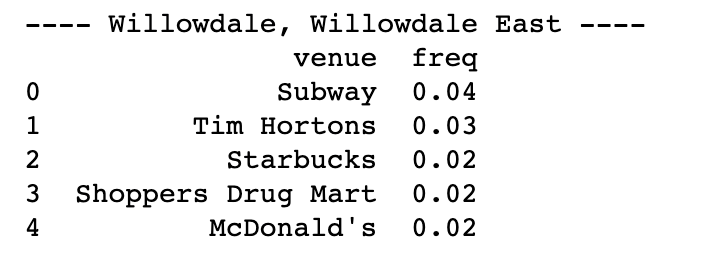 ---- Willowdale, Willowdale East ----
venue freq
0 Subway 0.04
1 Tim Hortons 0.03
2 Starbucks 0.02
3 Shoppers Drug Mart 0.02
4 McDonald's 0.02